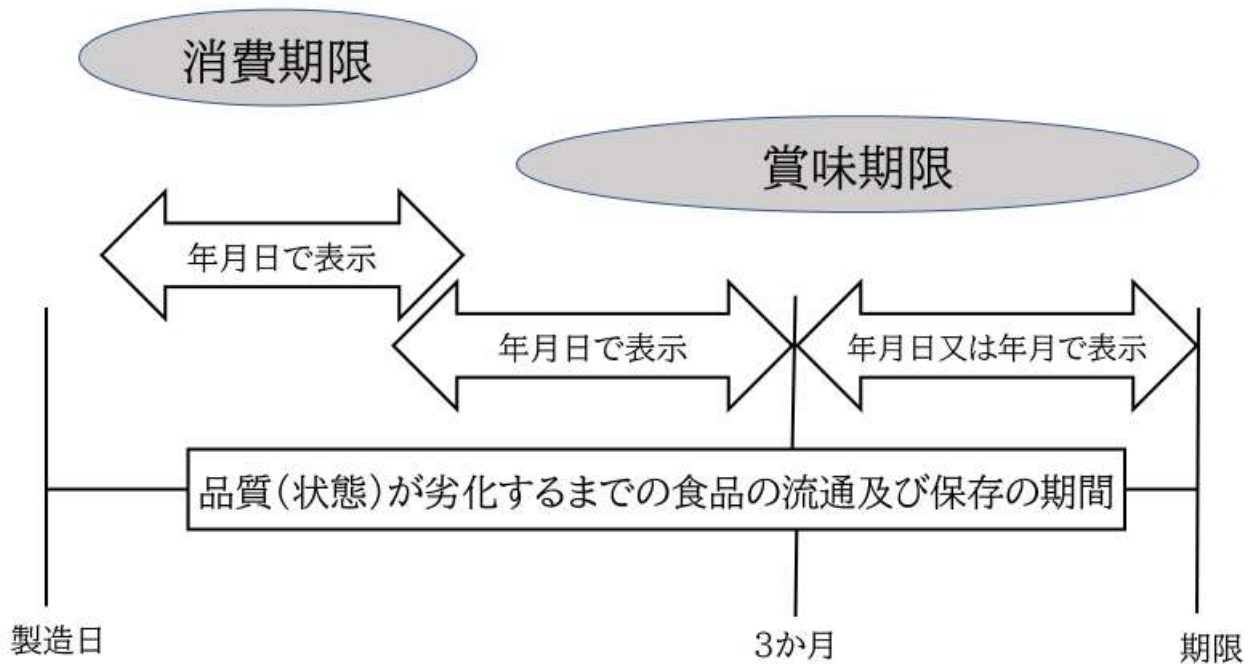 消費期限
賞味期限
年月日で表示
年月日で表示
年月日又は年月で表示
品質(状態)が劣化するまでの食品の流通及び保存の期間
製造日
3か月
期限